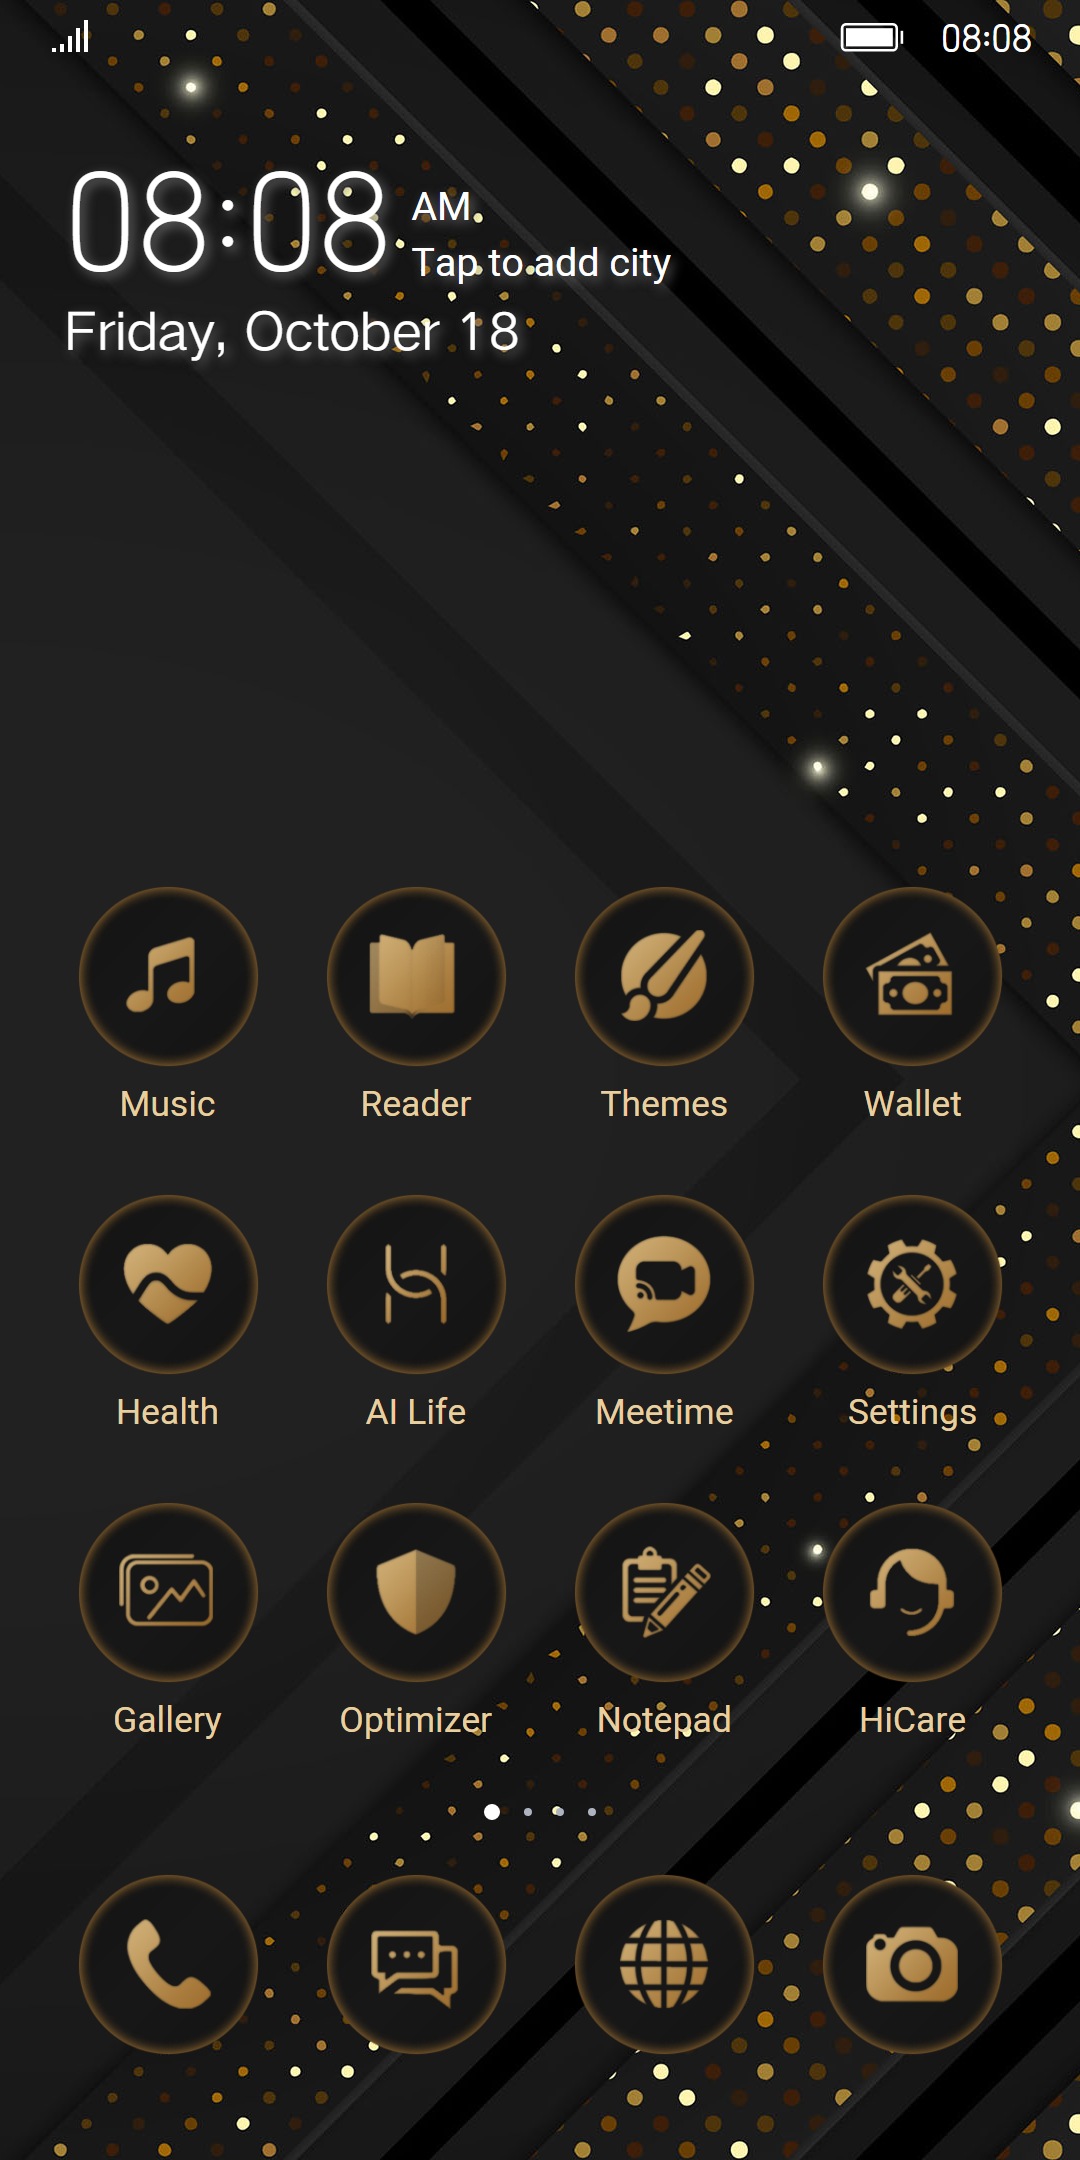 08:08
08:08 AM
Tap to add city
Friday, October 18
Music Reader Themes Wallet
Health AI Life Meetime Settings
Gallery Optimizer Notepad HiCare